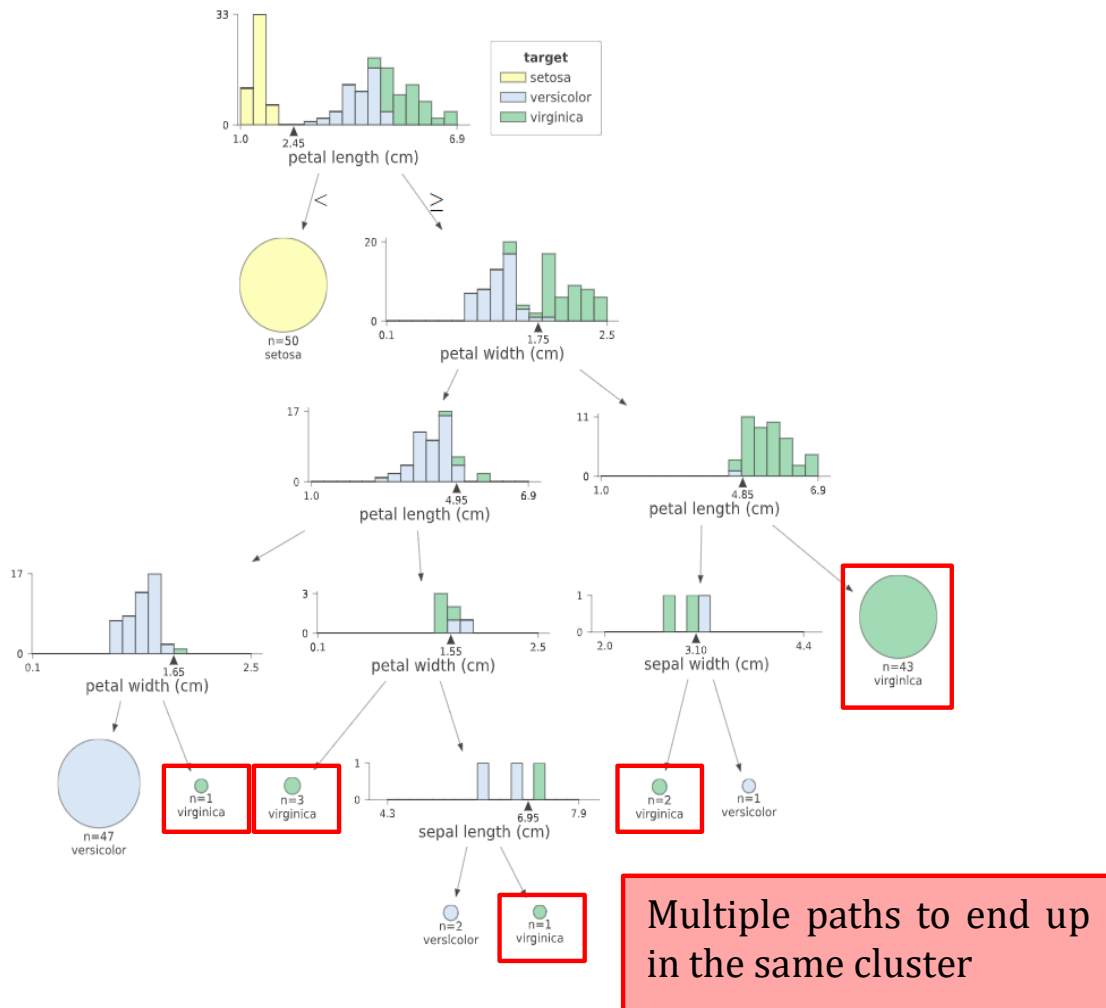 33
0
1.0
2.45
6.9
petal length (cm)
target
setosa
versicolor
virginica
<
≥
n=50
setosa
20
0
0.1
1.75
2.5
petal width (cm)
17
0
1.0
4.95
6.9
petal length (cm)
11
0
1.0
4.85
6.9
petal length (cm)
17
0
0.1
1.65
2.5
petal width (cm)
3
0
0.1
1.55
2.5
petal width (cm)
1
0
2.0
3.10
4.4
sepal width (cm)
n=43
virginica
n=47
versicolor
n=1
virginica
n=3
virginica
1
0
4.3
6.95
7.9
sepal length (cm)
n=2
virginica
n=1
versicolor
n=2
versicolor
n=1
virginica
Multiple paths to end up
in the same cluster